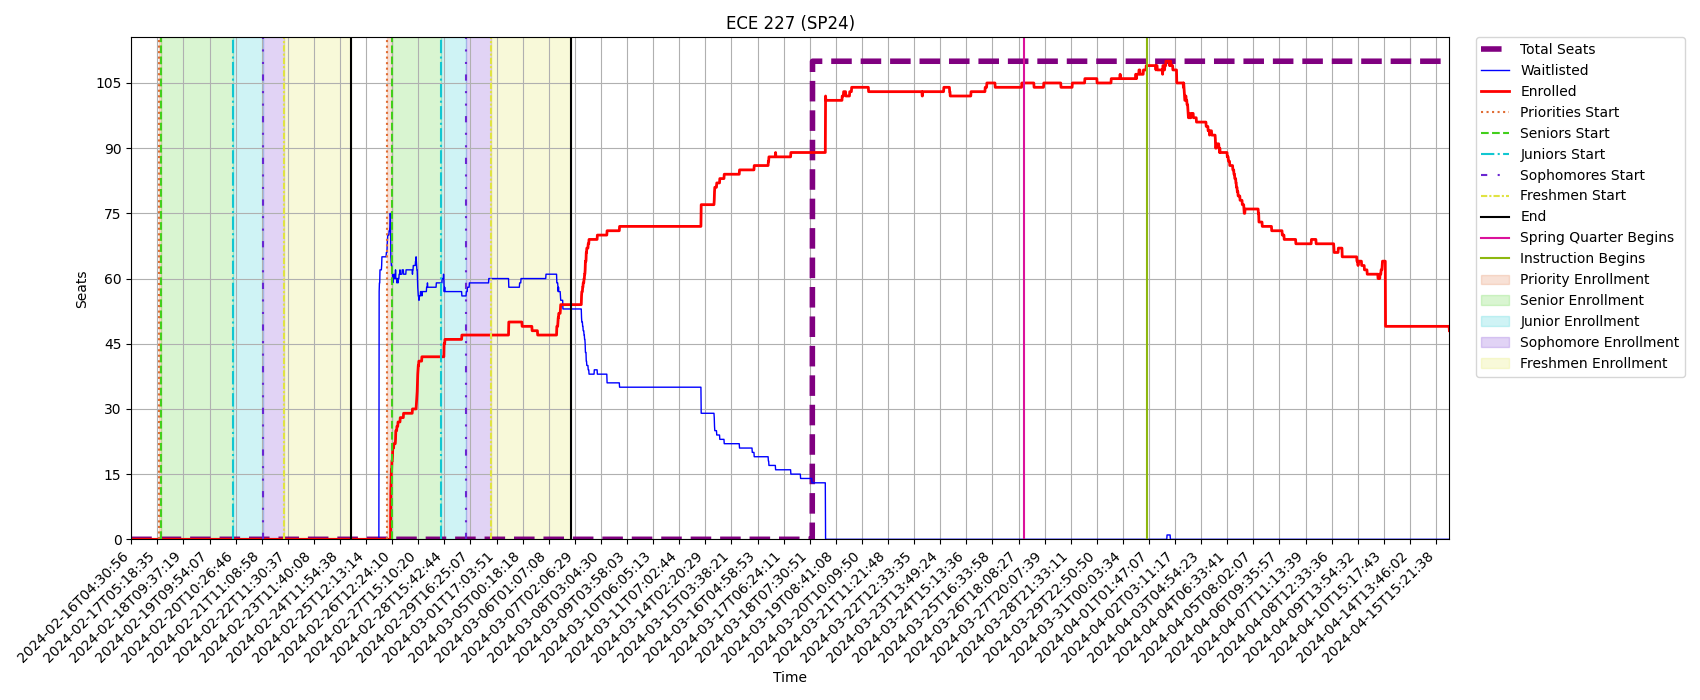 ECE 227 (SP24)
Total Seats
Waitlisted
Enrolled
Priorities Start
Seniors Start
Juniors Start
Sophomores Start
Freshmen Start
End
Spring Quarter Begins
Instruction Begins
Priority Enrollment
Senior Enrollment
Junior Enrollment
Sophomore Enrollment
Freshmen Enrollment
Seats
105
90
75
60
45
30
15
0
2024-02-16T04:30:56
2024-02-17T05:18:35
2024-02-18T09:37:19
2024-02-19T09:54:07
2024-02-20T10:26:46
2024-02-21T11:08:58
2024-02-22T11:30:37
2024-02-23T11:40:08
2024-02-24T11:54:38
2024-02-25T12:13:14
2024-02-26T12:24:10
2024-02-27T15:10:20
2024-02-28T15:42:44
2024-02-29T16:25:07
2024-03-01T17:03:51
2024-03-05T00:18:18
2024-03-06T01:07:08
2024-03-07T02:06:29
2024-03-08T03:04:30
2024-03-09T03:58:03
2024-03-10T06:05:13
2024-03-11T07:02:44
2024-03-14T02:20:29
2024-03-15T03:38:21
2024-03-16T04:58:53
2024-03-17T06:24:11
2024-03-18T07:30:51
2024-03-19T08:41:08
2024-03-20T10:09:50
2024-03-21T11:21:48
2024-03-22T12:33:35
2024-03-23T13:49:24
2024-03-24T15:13:36
2024-03-25T16:33:58
2024-03-26T18:08:27
2024-03-27T20:07:39
2024-03-28T21:33:11
2024-03-29T22:50:50
2024-03-31T00:03:34
2024-04-01T01:47:07
2024-04-02T03:11:17
2024-04-03T04:54:23
2024-04-04T06:33:41
2024-04-05T08:02:07
2024-04-06T09:35:57
2024-04-07T11:13:39
2024-04-08T12:33:36
2024-04-09T13:54:32
2024-04-10T15:17:43
2024-04-14T13:46:02
2024-04-15T15:21:38
Time